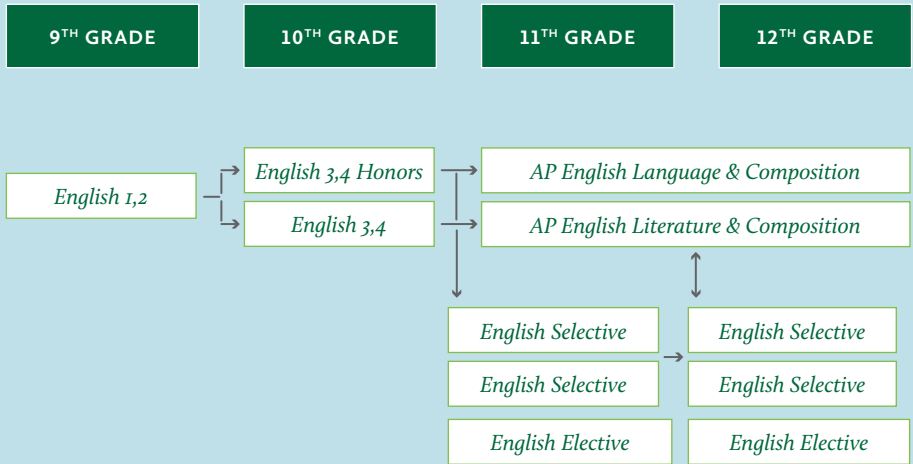 9TH GRADE
10TH GRADE
11TH GRADE
12TH GRADE
English 1,2
English 3,4 Honors
English 3,4
AP English Language & Composition
AP English Literature & Composition
English Selective
English Selective
English Selective
English Selective
English Elective
English Elective